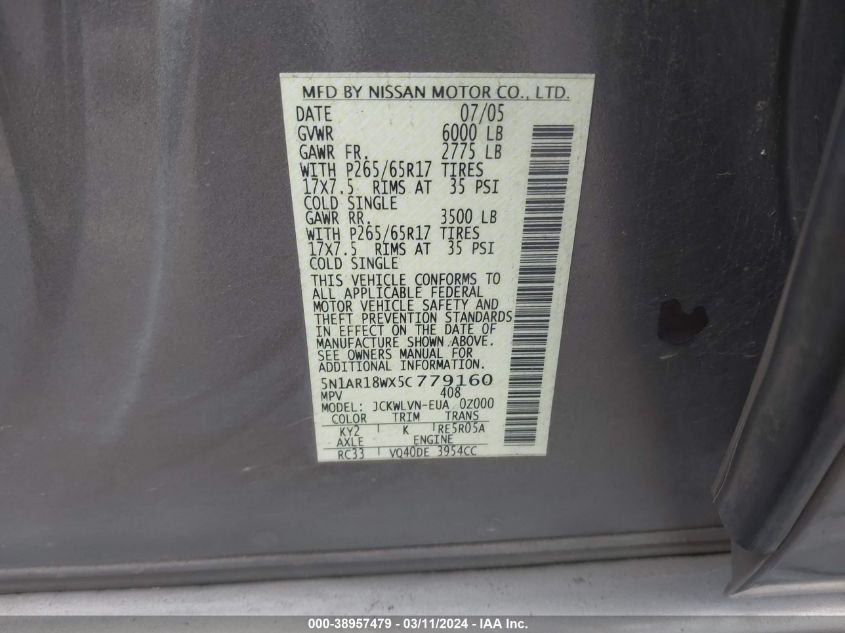 MFD BY NISSAN MOTOR CO., LTD.
DATE 07/05
GVWR 6000 LB
GAWR FR. 2775 LB
WITH P265/65R17 TIRES
17X7.5 RIMS AT 35 PSI
COLD SINGLE
GAWR RR. 3500 LB
WITH P265/65R17 TIRES
17X7.5 RIMS AT 35 PSI
COLD SINGLE
THIS VEHICLE CONFORMS TO
ALL APPLICABLE FEDERAL
MOTOR VEHICLE SAFETY AND
THEFT PREVENTION STANDARDS
IN EFFECT ON THE DATE OF
MANUFACTURE SHOWN ABOVE.
SEE OWNERS MANUAL FOR
ADDITIONAL INFORMATION.
5N1AR18WX5C779160
MPV 408
MODEL: JCKWLVN-EUA 0Z000
COLOR TRIM TRANS
KY2 K RE5R05A
AXLE ENGINE
RC33 VQ40DE 3954CC
000-38957479 - 03/11/2024 - IAA Inc.